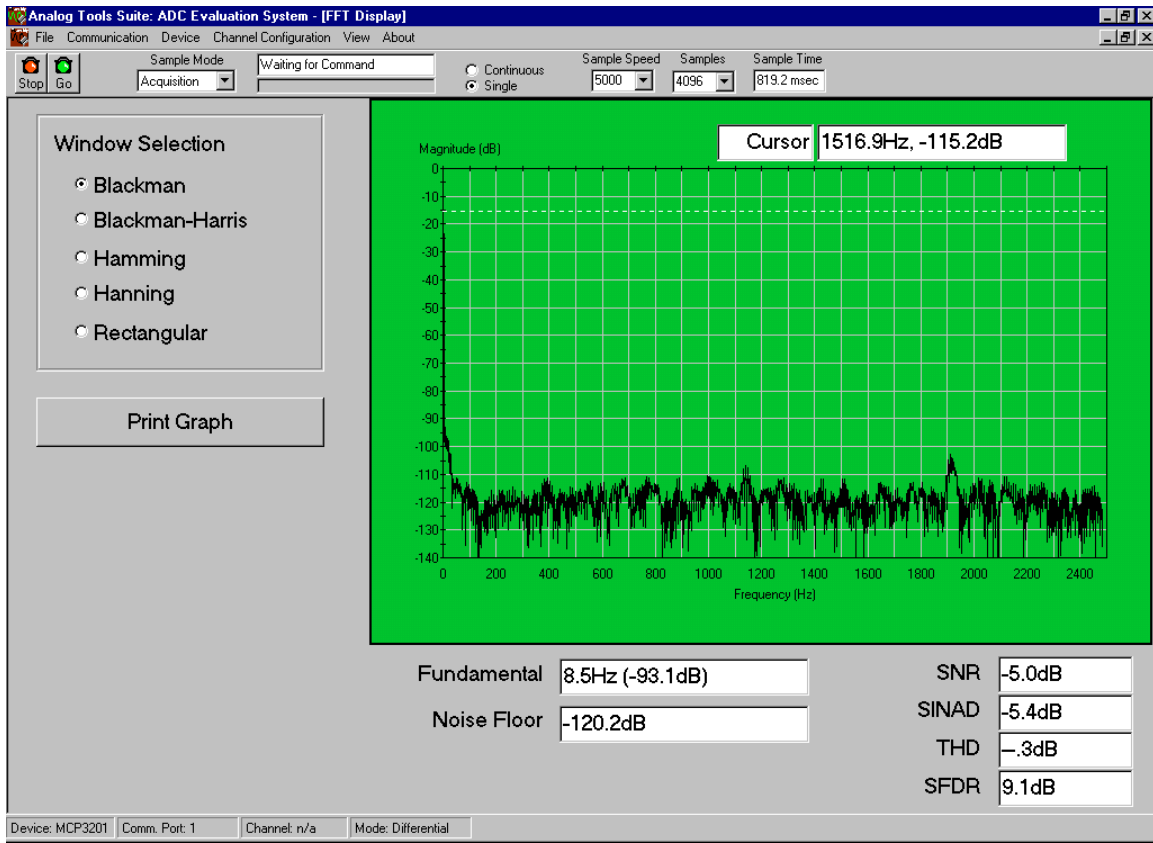 Analog Tools Suite: ADC Evaluation System - [FFT Display]
File Communication Device Channel Configuration View About
Stop Go
Sample Mode
Acquisition
Waiting for Command
Continuous
Single
Sample Speed
5000
Samples
4096
Sample Time
819.2 msec
Window Selection
Blackman
Blackman-Harris
Hamming
Hanning
Rectangular
Print Graph
Cursor 1516.9Hz, -115.2dB
Magnitude (dB)
0
-10
-20
-30
-40
-50
-60
-70
-80
-90
-100
-110
-120
-130
-140
0 200 400 600 800 1000 1200 1400 1600 1800 2000 2200 2400
Frequency (Hz)
Fundamental 8.5Hz (-93.1dB)
Noise Floor -120.2dB
SNR -5.0dB
SINAD -5.4dB
THD --.3dB
SFDR 9.1dB
Device: MCP3201 Comm. Port: 1 Channel: n/a Mode: Differential